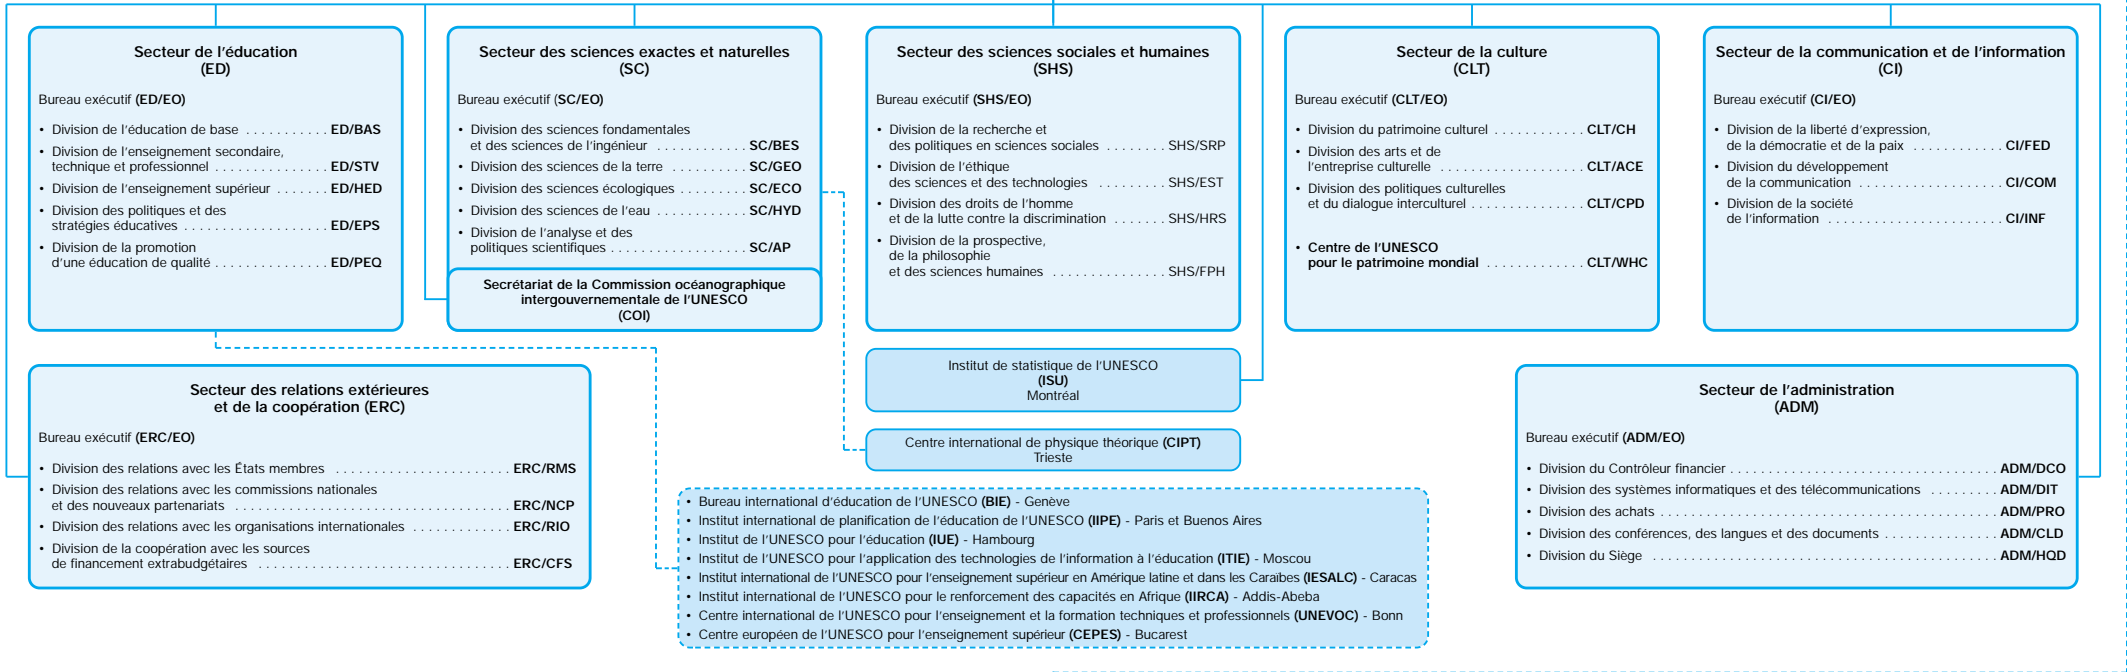 Secteur de l'éducation
(ED)
Bureau exécutif (ED/EO)
• Division de l'éducation de base . . . . . . . . . . . ED/BAS
• Division de l'enseignement secondaire,
technique et professionnel . . . . . . . . . . . . . . ED/STV
• Division de l'enseignement supérieur . . . . . . . ED/HED
• Division des politiques et des
stratégies éducatives . . . . . . . . . . . . . . . . . . ED/EPS
• Division de la promotion
d'une éducation de qualité . . . . . . . . . . . . . . ED/PEQ
Secteur des sciences exactes et naturelles
(SC)
Bureau exécutif (SC/EO)
• Division des sciences fondamentales
et des sciences de l'ingénieur . . . . . . . . . . . . SC/BES
• Division des sciences de la terre . . . . . . . . . . SC/GEO
• Division des sciences écologiques . . . . . . . . . SC/ECO
• Division des sciences de l'eau . . . . . . . . . . . . SC/HYD
• Division de l'analyse et des
politiques scientifiques . . . . . . . . . . . . . . . . . SC/AP
Secrétariat de la Commission océanographique
intergouvernementale de l'UNESCO
(COI)
Secteur des sciences sociales et humaines
(SHS)
Bureau exécutif (SHS/EO)
• Division de la recherche et
des politiques en sciences sociales . . . . . . . . SHS/SRP
• Division de l'éthique
des sciences et des technologies . . . . . . . . . SHS/EST
• Division des droits de l'homme
et de la lutte contre la discrimination . . . . . . . SHS/HRS
• Division de la prospective,
de la philosophie
et des sciences humaines . . . . . . . . . . . . . . SHS/FPH
Secteur de la culture
(CLT)
Bureau exécutif (CLT/EO)
• Division du patrimoine culturel . . . . . . . . . . . . CLT/CH
• Division des arts et de
l'entreprise culturelle . . . . . . . . . . . . . . . . . . CLT/ACE
• Division des politiques culturelles
et du dialogue interculturel . . . . . . . . . . . . . . CLT/CPD
• Centre de l'UNESCO
pour le patrimoine mondial . . . . . . . . . . . . . CLT/WHC
Secteur de la communication et de l'information
(CI)
Bureau exécutif (CI/EO)
• Division de la liberté d'expression,
de la démocratie et de la paix . . . . . . . . . . . . CI/FED
• Division du développement
de la communication . . . . . . . . . . . . . . . . . . CI/COM
• Division de la société
de l'information . . . . . . . . . . . . . . . . . . . . . . CI/INF
Secteur des relations extérieures
et de la coopération (ERC)
Bureau exécutif (ERC/EO)
• Division des relations avec les États membres . . . . . . . . . . . . . . . . . . . . . . . ERC/RMS
• Division des relations avec les commissions nationales
et des nouveaux partenariats . . . . . . . . . . . . . . . . . . . . . . . . . . . . . . . . . . . . ERC/NCP
• Division des relations avec les organisations internationales . . . . . . . . . . . . . ERC/RIO
• Division de la coopération avec les sources
de financement extrabudgétaires . . . . . . . . . . . . . . . . . . . . . . . . . . . . . . . . . ERC/CFS
Institut de statistique de l'UNESCO
(ISU)
Montréal
Centre international de physique théorique (CIPT)
Trieste
• Bureau international d'éducation de l'UNESCO (BIE) - Genève
• Institut international de planification de l'éducation de l'UNESCO (IIPE) - Paris et Buenos Aires
• Institut de l'UNESCO pour l'éducation (IUE) - Hambourg
• Institut de l'UNESCO pour l'application des technologies de l'information à l'éducation (ITIE) - Moscou
• Institut international de l'UNESCO pour l'enseignement supérieur en Amérique latine et dans les Caraïbes (IESALC) - Caracas
• Institut international de l'UNESCO pour le renforcement des capacités en Afrique (IIRCA) - Addis-Abeba
• Centre international de l'UNESCO pour l'enseignement et la formation techniques et professionnels (UNEVOC) - Bonn
• Centre européen de l'UNESCO pour l'enseignement supérieur (CEPES) - Bucarest
Secteur de l'administration
(ADM)
Bureau exécutif (ADM/EO)
• Division du Contrôleur financier . . . . . . . . . . . . . . . . . . . . . . . . . . . . . . . . . . . ADM/DCO
• Division des systèmes informatiques et des télécommunications . . . . . . . . . ADM/DIT
• Division des achats . . . . . . . . . . . . . . . . . . . . . . . . . . . . . . . . . . . . . . . . . . . . ADM/PRO
• Division des conférences, des langues et des documents . . . . . . . . . . . . . . . ADM/CLD
• Division du Siège . . . . . . . . . . . . . . . . . . . . . . . . . . . . . . . . . . . . . . . . . . . . . ADM/HQD